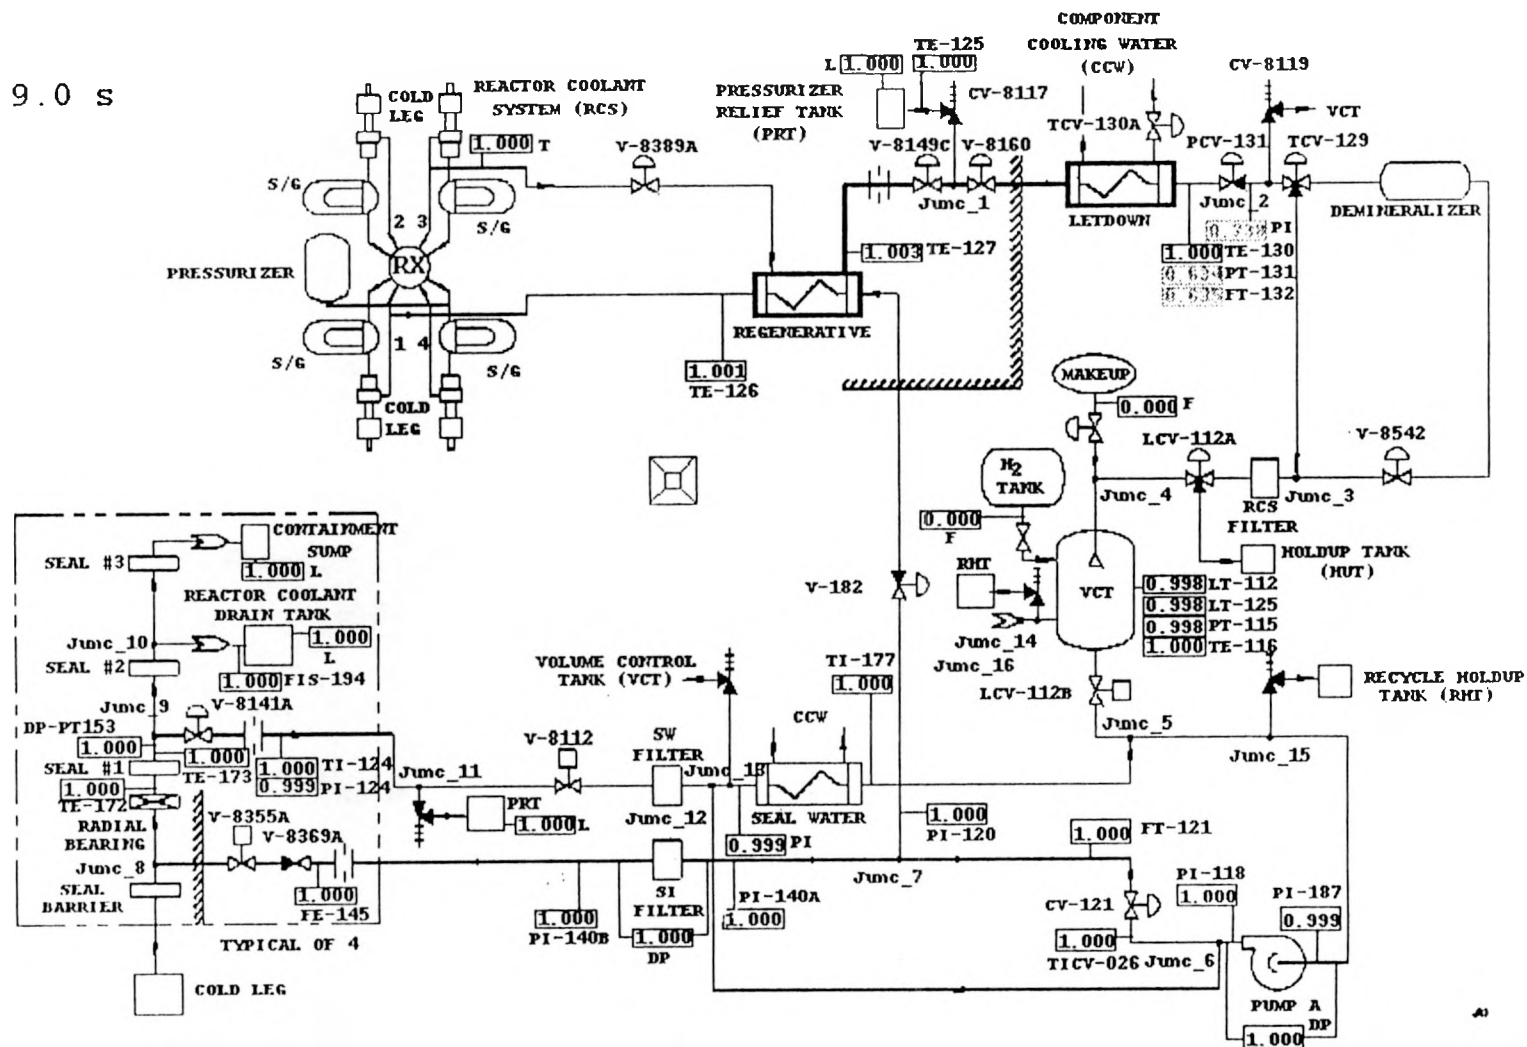 9.0 s
COLD
LEG
REACTOR COOLANT
SYSTEM (RCS)
1.000 T
S/G
S/G
2 3
RX
PRESSURIZER
1 4
S/G
S/G
COLD
LEG
V-8389A
PRESSURIZER
RELIEF TANK
(PRT)
L 1.000
TE-125
1.000
CV-8117
V-8149C
V-8160
Junc_1
1.003 TE-127
REGENERATIVE
1.001
TE-126
COMPONENT
COOLING WATER
(CCW)
TCV-130A
LETDOWN
CV-8119
VCT
PCV-131
TCV-129
Junc_2
PI
1.000 TE-130
PT-131
FT-132
DEMINERALIZER
MAKEUP
0.000 F
LCV-112A
V-8542
H2
TANK
Junc_4
RCS
FILTER
Junc_3
0.000
F
HOLDUP TANK
(HUT)
RHT
VCT
0.998 LT-112
0.998 LT-125
0.998 PT-115
1.000 TE-116
Junc_14
Junc_16
LCV-112B
RECYCLE HOLDUP
TANK (RHT)
Junc_5
Junc_15
V-182
CONTAINMENT
SUMP
1.000 L
SEAL #3
REACTOR COOLANT
DRAIN TANK
1.000
L
Junc_10
SEAL #2
1.000 FIS-194
Junc_9
V-8141A
DP-PT153
1.000
1.000
TE-173
SEAL #1
1.000 TI-124
0.999 PI-124
1.000
TE-172
RADIAL
BEARING
V-8355A
V-8369A
Junc_8
SEAL
BARRIER
1.000
FE-145
TYPICAL OF 4
COLD LEG
VOLUME CONTROL
TANK (VCT)
TI-177
1.000
CCW
V-8112
SW
FILTER
Junc_13
Junc_11
Junc_12
SEAL WATER
PRT
1.000 L
0.999 PI
1.000
PI-120
1.000 FT-121
Junc_7
SI
FILTER
PI-140A
1.000
1.000
PI-140B
1.000
DP
CV-121
PI-118
1.000
PI-187
0.999
1.000
TICV-026
Junc_6
PUMP A
DP
1.000